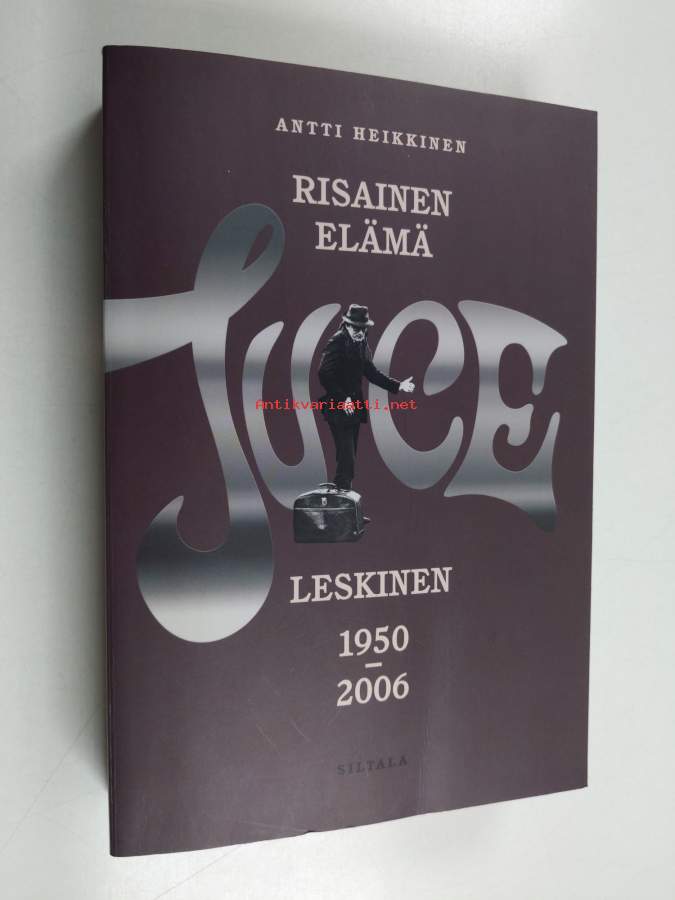 ANTTI HEIKKINEN
RISAINEN
ELÄMÄ
JUICE
Antikvariaatti.net
LESKINEN
1950
–
2006
SILTALA